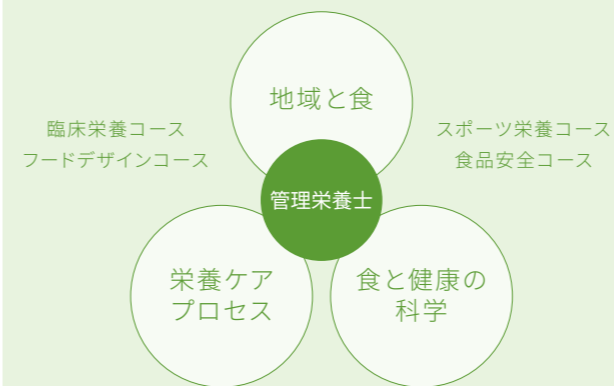 地域と食
臨床栄養コース
フードデザインコース
スポーツ栄養コース
食品安全コース
管理栄養士
栄養ケア
プロセス
食と健康の
科学